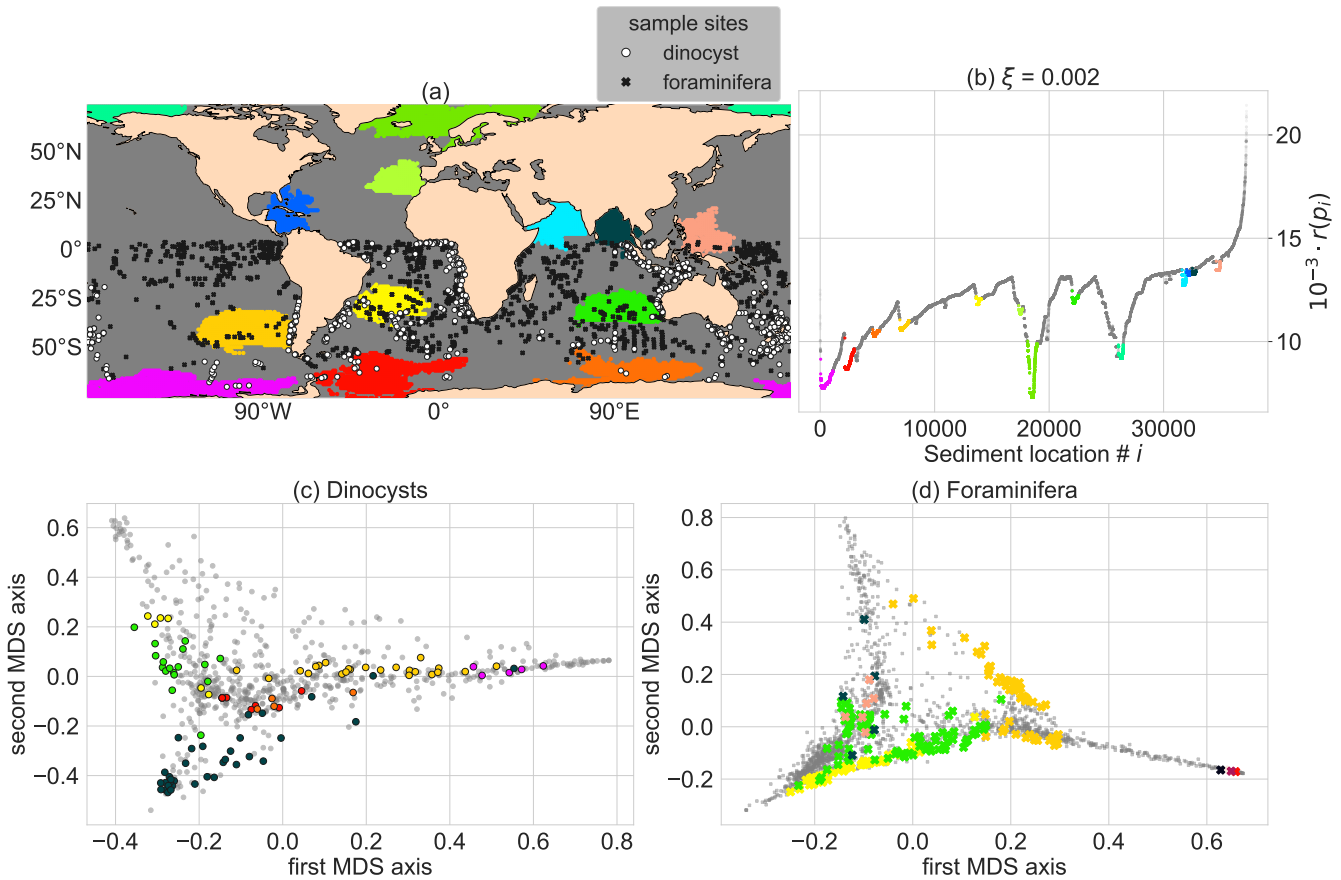 sample sites
dinocyst
foraminifera
(a)
50°N
25°N
0°
25°S
50°S
90°W
0°
90°E
(b) ξ = 0.002
20
15
10
10⁻³ · r(pᵢ)
0
10000
20000
30000
Sediment location # i
(c) Dinocysts
second MDS axis
0.6
0.4
0.2
0.0
−0.2
−0.4
−0.4
−0.2
0.0
0.2
0.4
0.6
0.8
first MDS axis
(d) Foraminifera
second MDS axis
0.8
0.6
0.4
0.2
0.0
−0.2
−0.2
0.0
0.2
0.4
0.6
first MDS axis